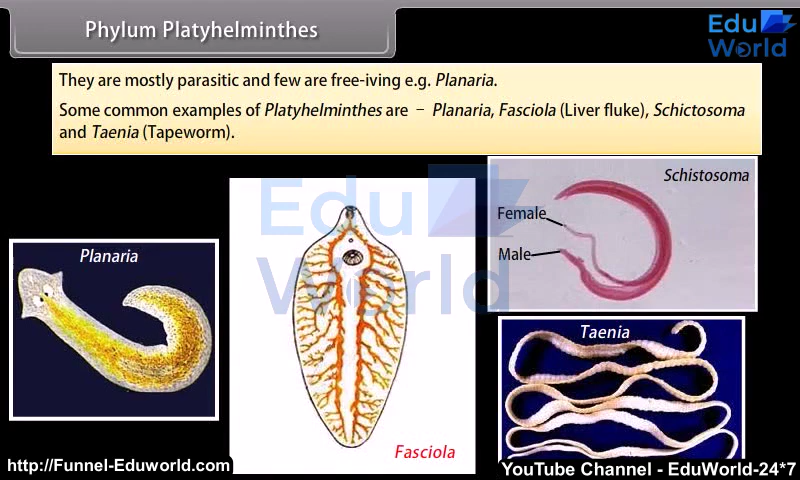 Phylum Platyhelminthes
Edu
World
They are mostly parasitic and few are free-iving e.g. Planaria.
Some common examples of Platyhelminthes are – Planaria, Fasciola (Liver fluke), Schictosoma
and Taenia (Tapeworm).
Edu
World
Schistosoma
Female
Male
Planaria
Taenia
Fasciola
http://Funnel-Eduworld.com
YouTube Channel - EduWorld-24*7